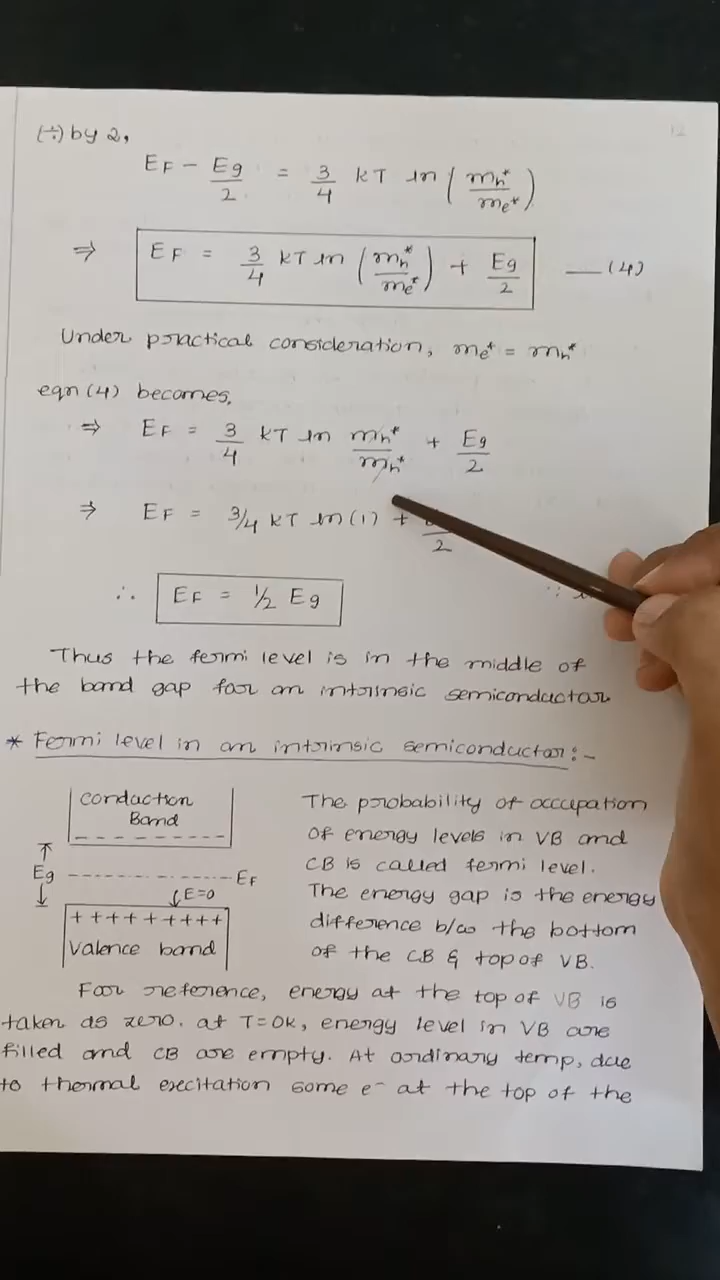 (÷) by 2,
EF - Eg/2 = 3/4 kT ln (mh*/me*)
⇒ EF = 3/4 kT ln (mh*/me*) + Eg/2 —(4)
Under practical consideration, me* = mh*
eqn (4) becomes,
⇒ EF = 3/4 kT ln mh*/mh* + Eg/2
⇒ EF = 3/4 kT ln (1) + 2
∴ EF = 1/2 Eg ∵
Thus the fermi level is in the middle of
the band gap for an intrinsic semiconductor
* Fermi level in an intrinsic semiconductor :-
conduction
Band
Eg
EF
E=0
+ + + + + + + + +
Valence band
The probability of occupation
of energy levels in VB and
CB is called fermi level.
The energy gap is the energy
difference b/w the bottom
of the CB & top of VB.
For reference, energy at the top of VB is
taken as zero. at T=0K, energy level in VB are
filled and CB are empty. At ordinary temp, due
to thermal excitation some e- at the top of the